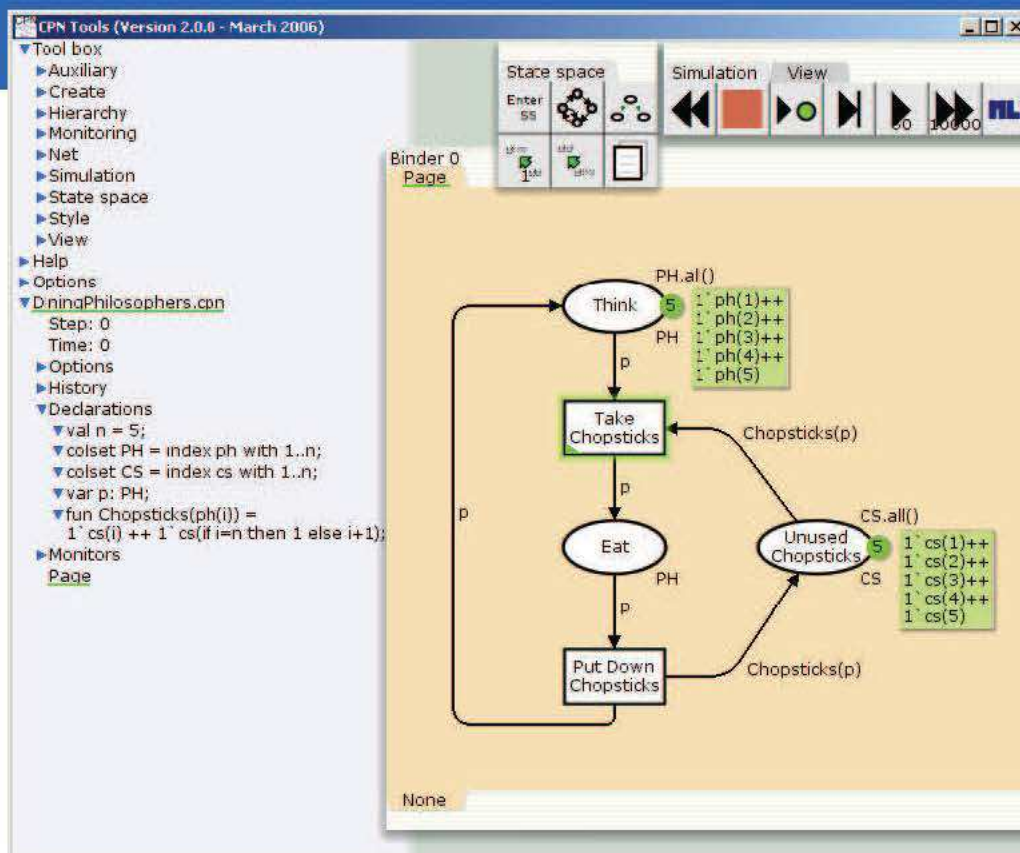 CPN Tools (Version 2.0.0 - March 2006)
Tool box
Auxiliary
Create
Hierarchy
Monitoring
Net
Simulation
State space
Style
View
Help
Options
DiningPhilosophers.cpn
Step: 0
Time: 0
Options
History
Declarations
val n = 5;
colset PH = index ph with 1..n;
colset CS = index cs with 1..n;
var p: PH;
fun Chopsticks(ph(i)) =
1`cs(i) ++ 1`cs(if i=n then 1 else i+1);
Monitors
Page
State space
Enter
SS
1
Simulation View
50 10000 ML
Binder 0
Page
PH.al()
Think
5
1`ph(1)++
1`ph(2)++
1`ph(3)++
1`ph(4)++
1`ph(5)
PH
p
Take
Chopsticks
Chopsticks(p)
p
p
Eat
PH
CS.all()
Unused
Chopsticks
5
1`cs(1)++
1`cs(2)++
1`cs(3)++
1`cs(4)++
1`cs(5)
CS
p
Put Down
Chopsticks
Chopsticks(p)
None